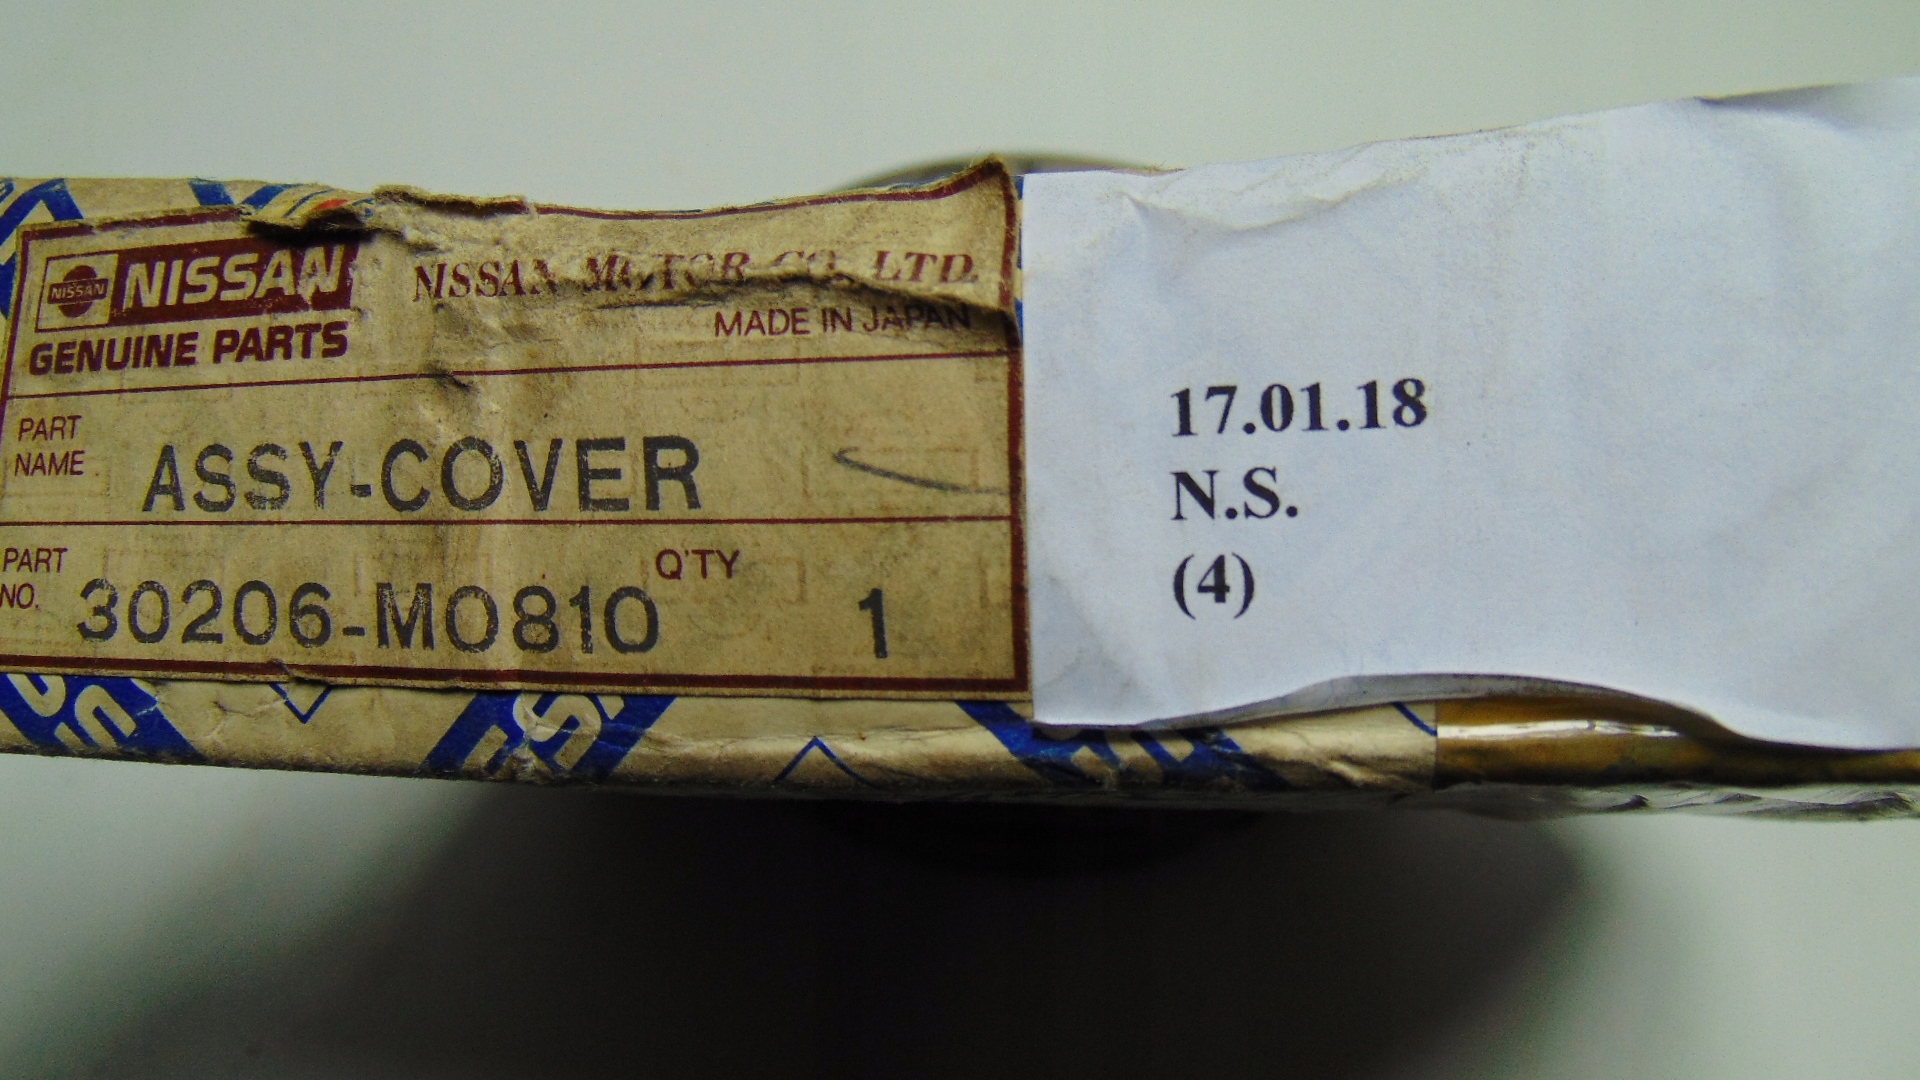 NISSAN NISSAN
GENUINE PARTS
NISSAN MOTOR CO., LTD.
MADE IN JAPAN
PART NAME
ASSY-COVER
PART NO.
30206-M0810
Q'TY
1
17.01.18
N.S.
(4)